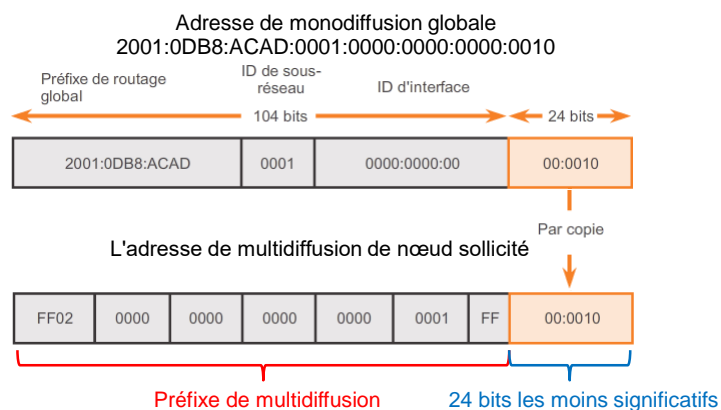 Adresse de monodiffusion globale
2001:0DB8:ACAD:0001:0000:0000:0000:0010
Préfixe de routage
global
ID de sous-
réseau
ID d'interface
104 bits
24 bits
2001:0DB8:ACAD
0001
0000:0000:00
00:0010
Par copie
L'adresse de multidiffusion de nœud sollicité
FF02
0000
0000
0000
0000
0001
FF
00:0010
Préfixe de multidiffusion
24 bits les moins significatifs